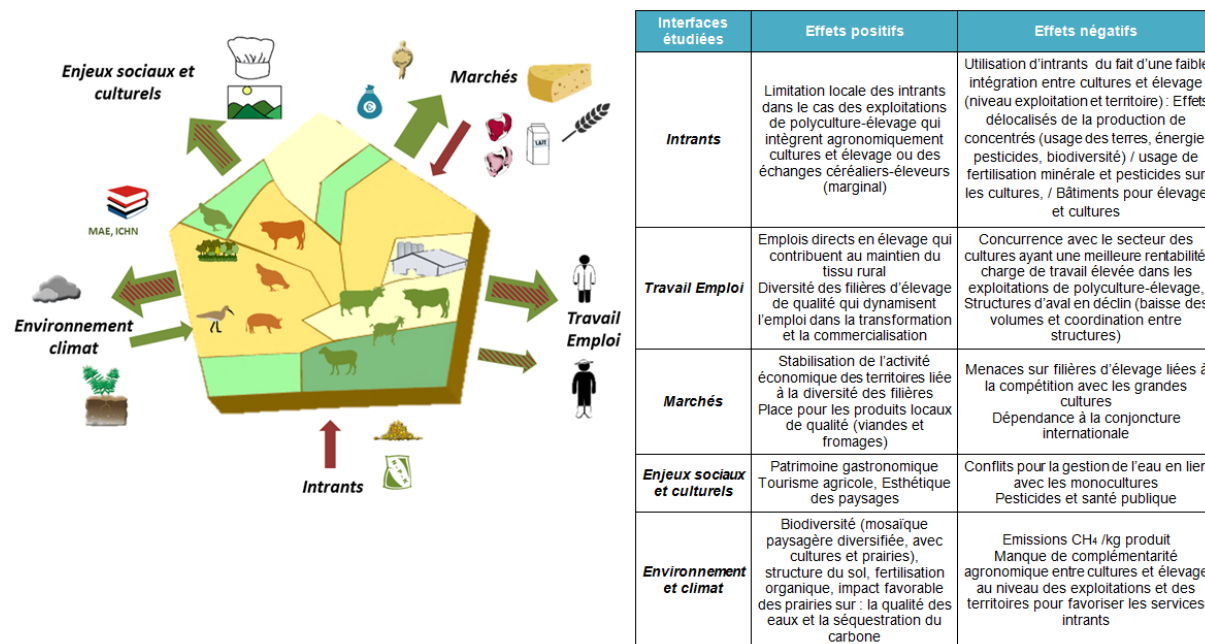 Enjeux sociaux et
culturels
Marchés
€
LAIT
MAE, ICHN
Environnement
climat
Travail
Emploi
Intrants
Interfaces
étudiées
Effets positifs
Effets négatifs
Intrants
Limitation locale des intrants
dans le cas des exploitations
de polyculture-élevage qui
intègrent agronomiquement
cultures et élevage ou des
échanges céréaliers-éleveurs
(marginal)
Utilisation d'intrants du fait d'une faible
intégration entre cultures et élevage
(niveau exploitation et territoire) : Effets
délocalisés de la production de
concentrés (usage des terres, énergie
pesticides, biodiversité) / usage de
fertilisation minérale et pesticides sur
les cultures, / Bâtiments pour élevage
et cultures
Travail Emploi
Emplois directs en élevage qui
contribuent au maintien du
tissu rural
Diversité des filières d'élevage
de qualité qui dynamisent
l'emploi dans la transformation
et la commercialisation
Concurrence avec le secteur des
cultures ayant une meilleure rentabilité
charge de travail élevée dans les
exploitations de polyculture-élevage,
Structures d'aval en déclin (baisse des
volumes et coordination entre
structures)
Marchés
Stabilisation de l'activité
économique des territoires liée
à la diversité des filières
Place pour les produits locaux
de qualité (viandes et
fromages)
Menaces sur filières d'élevage liées à
la compétition avec les grandes
cultures
Dépendance à la conjoncture
internationale
Enjeux sociaux
et culturels
Patrimoine gastronomique
Tourisme agricole, Esthétique
des paysages
Conflits pour la gestion de l'eau en lien
avec les monocultures
Pesticides et santé publique
Environnement
et climat
Biodiversité (mosaïque
paysagère diversifiée, avec
cultures et prairies),
structure du sol, fertilisation
organique, impact favorable
des prairies sur : la qualité des
eaux et la séquestration du
carbone
Emissions CH₄ /kg produit
Manque de complémentarité
agronomique entre cultures et élevage
au niveau des exploitations et des
territoires pour favoriser les services
intrants